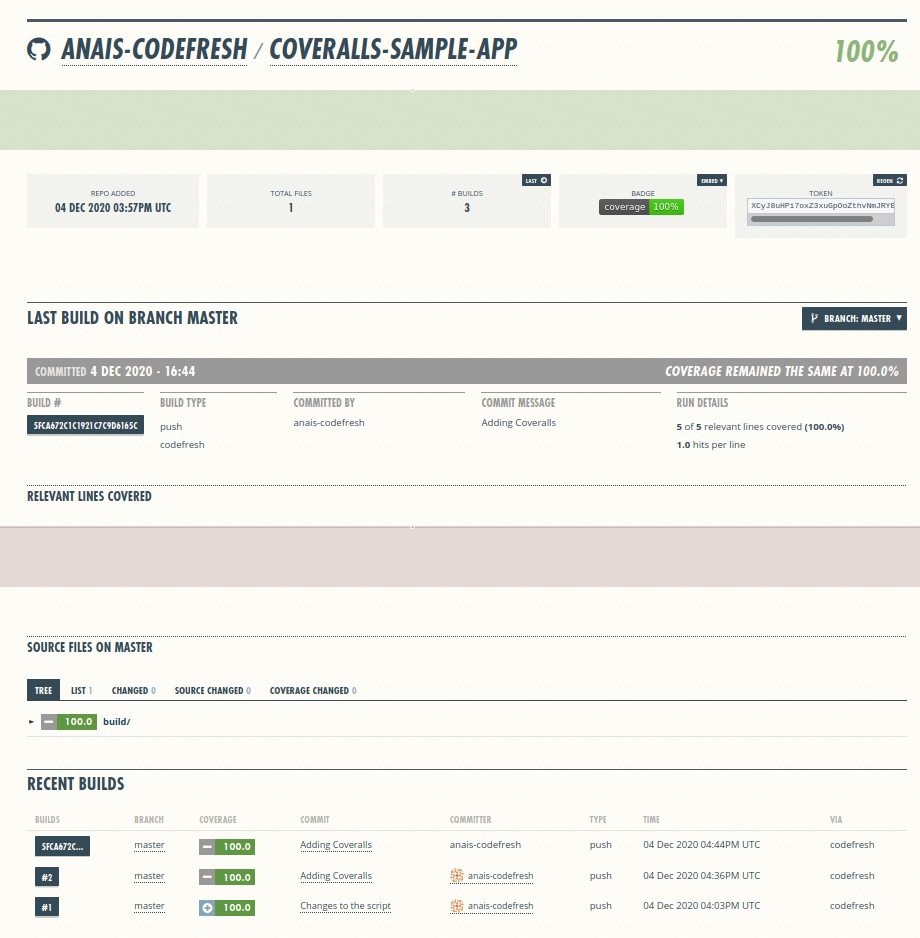 ANAIS-CODEFRESH / COVERALLS-SAMPLE-APP 100%
LAST EMBED ▾ REGEN
REPO ADDED TOTAL FILES # BUILDS BADGE TOKEN
04 DEC 2020 03:57PM UTC 1 3 coverage 100% XCyJ8uHPi7oxZ3xuGpOoZthvNmJRYE
LAST BUILD ON BRANCH MASTER BRANCH: MASTER ▾
COMMITTED 4 DEC 2020 - 16:44 COVERAGE REMAINED THE SAME AT 100.0%
BUILD # BUILD TYPE COMMITTED BY COMMIT MESSAGE RUN DETAILS
5FCA672C1C1921C7C9D6165C push anais-codefresh Adding Coveralls 5 of 5 relevant lines covered (100.0%)
codefresh 1.0 hits per line
RELEVANT LINES COVERED
SOURCE FILES ON MASTER
TREE LIST 1 CHANGED 0 SOURCE CHANGED 0 COVERAGE CHANGED 0
► 100.0 build/
RECENT BUILDS
BUILDS BRANCH COVERAGE COMMIT COMMITTER TYPE TIME VIA
5FCA672C... master 100.0 Adding Coveralls anais-codefresh push 04 Dec 2020 04:44PM UTC codefresh
#2 master 100.0 Adding Coveralls anais-codefresh push 04 Dec 2020 04:36PM UTC codefresh
#1 master 100.0 Changes to the script anais-codefresh push 04 Dec 2020 04:03PM UTC codefresh